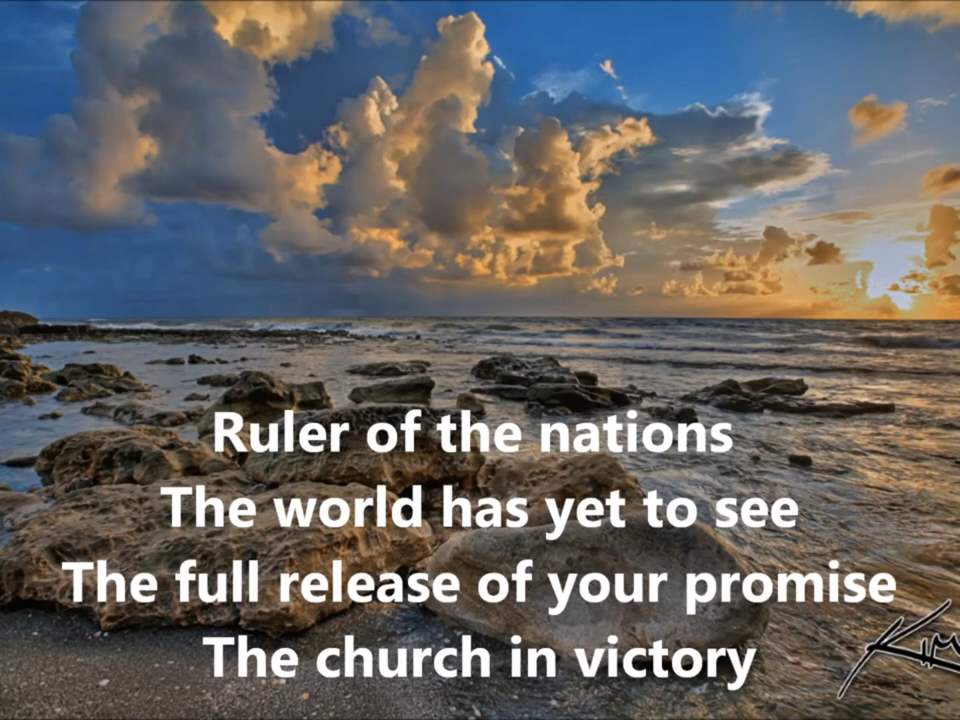 Ruler of the nations
The world has yet to see
The full release of your promise
The church in victory